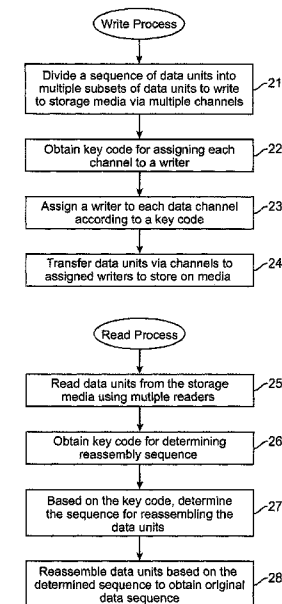 Write Process
Divide a sequence of data units into
multiple subsets of data units to write
to storage media via multiple channels
21
Obtain key code for assigning each
channel to a writer
22
Assign a writer to each data channel
according to a key code
23
Transfer data units via channels to
assigned writers to store on media
24
Read Process
Read data units from the storage
media using mutiple readers
25
Obtain key code for determining
reassembly sequence
26
Based on the key code, determine
the sequence for reassembling the
data units
27
Reassemble data units based on the
determined sequence to obtain original
data sequence
28